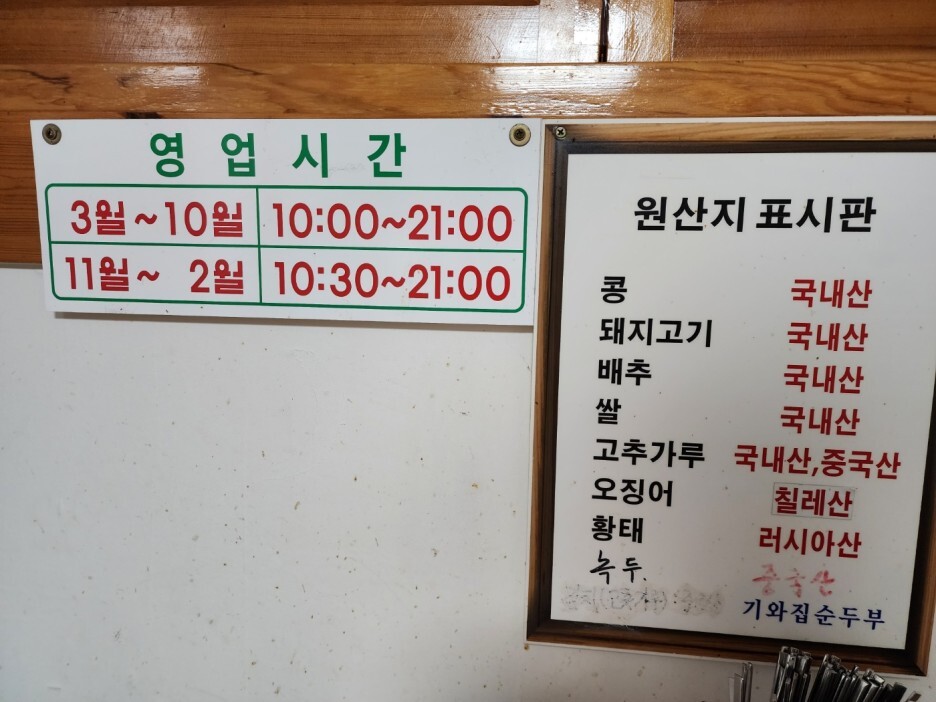 영업시간
3월~10월 10:00~21:00
11월~ 2월 10:30~21:00
원산지 표시판
콩 국내산
돼지고기 국내산
배추 국내산
쌀 국내산
고추가루 국내산,중국산
오징어 칠레산
황태 러시아산
녹두 중국산
기와집순두부